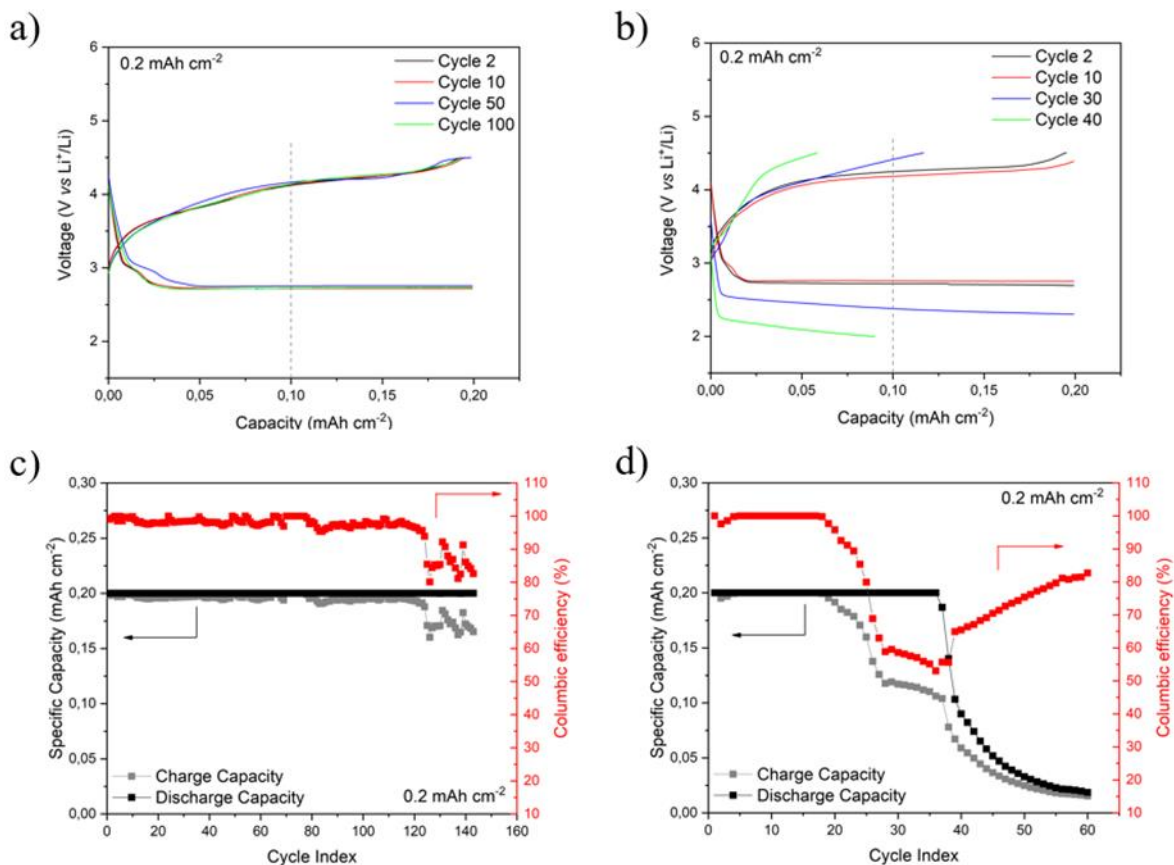 a)
6
5
4
3
2
0.2 mAh cm⁻²
Cycle 2
Cycle 10
Cycle 50
Cycle 100
Voltage (V vs Li⁺/Li)
0,00 0,05 0,10 0,15 0,20
Capacity (mAh cm⁻²)
b)
6
5
4
3
2
0.2 mAh cm⁻²
Cycle 2
Cycle 10
Cycle 30
Cycle 40
Voltage (V vs Li⁺/Li)
0,00 0,05 0,10 0,15 0,20
Capacity (mAh cm⁻²)
c)
0,30
0,25
0,20
0,15
0,10
0,05
0,00
Specific Capacity (mAh cm⁻²)
Charge Capacity
Discharge Capacity
0.2 mAh cm⁻²
110
100
90
80
70
60
50
40
30
20
10
Columbic efficiency (%)
0 20 40 60 80 100 120 140 160
Cycle Index
d)
0,30
0,25
0,20
0,15
0,10
0,05
0,00
Specific Capacity (mAh cm⁻²)
0.2 mAh cm⁻²
Charge Capacity
Discharge Capacity
110
100
90
80
70
60
50
40
30
20
10
Columbic efficiency (%)
0 10 20 30 40 50 60
Cycle Index